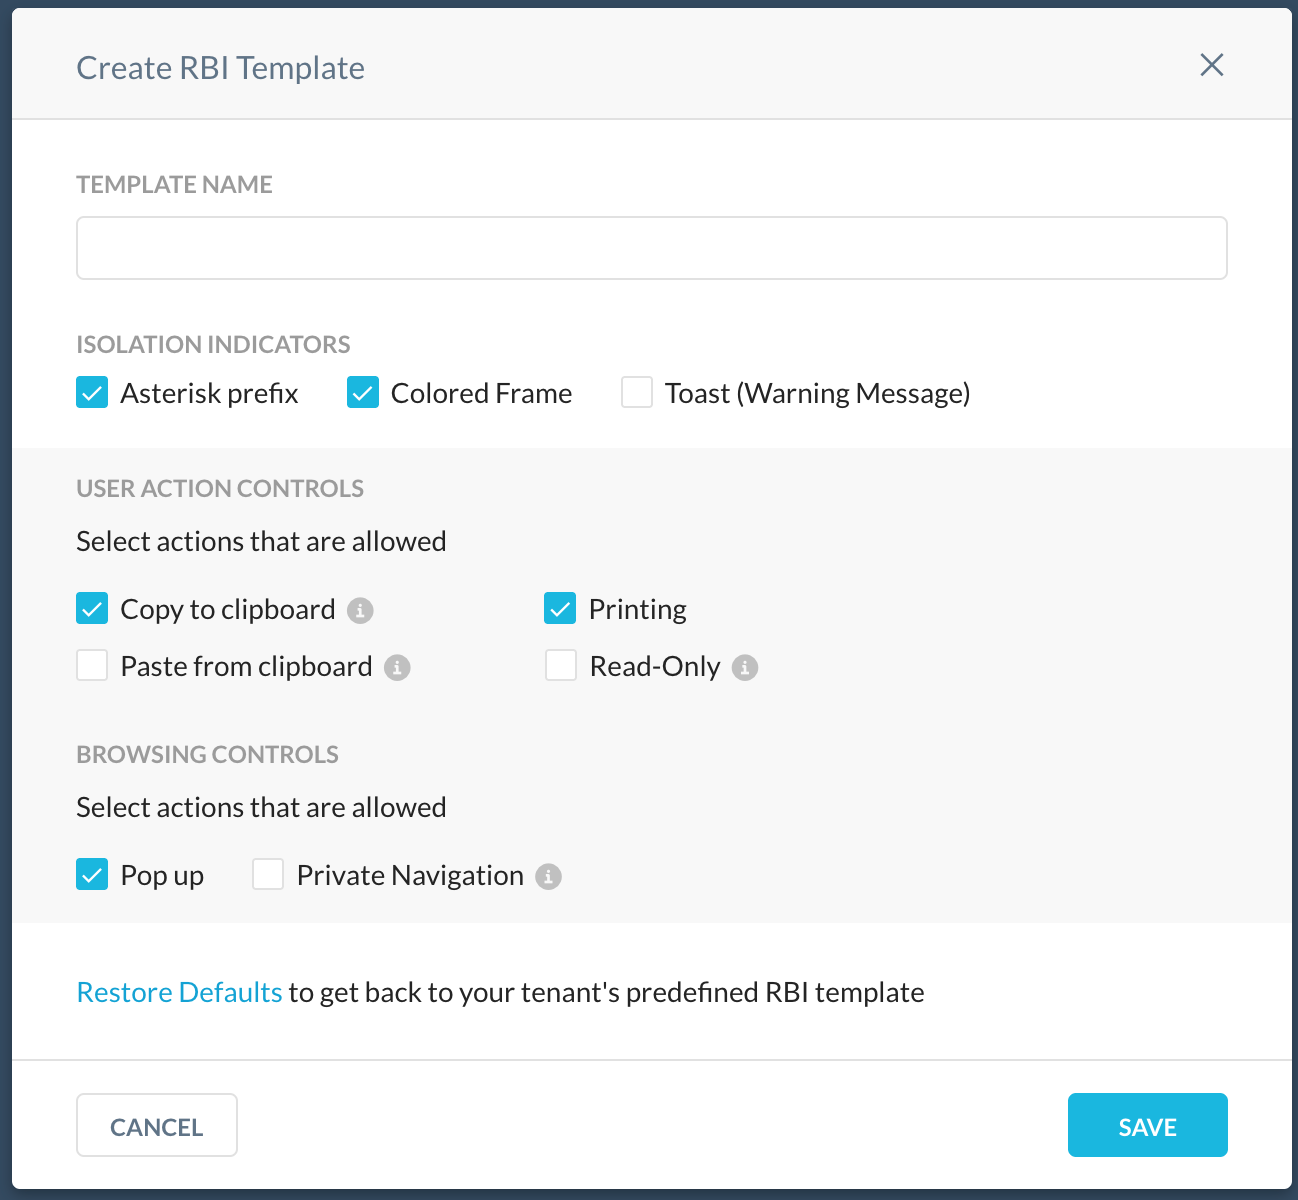 Create RBI Template
TEMPLATE NAME
ISOLATION INDICATORS
Asterisk prefix Colored Frame Toast (Warning Message)
USER ACTION CONTROLS
Select actions that are allowed
Copy to clipboard Printing
Paste from clipboard Read-Only
BROWSING CONTROLS
Select actions that are allowed
Pop up Private Navigation
Restore Defaults to get back to your tenant's predefined RBI template
CANCEL SAVE